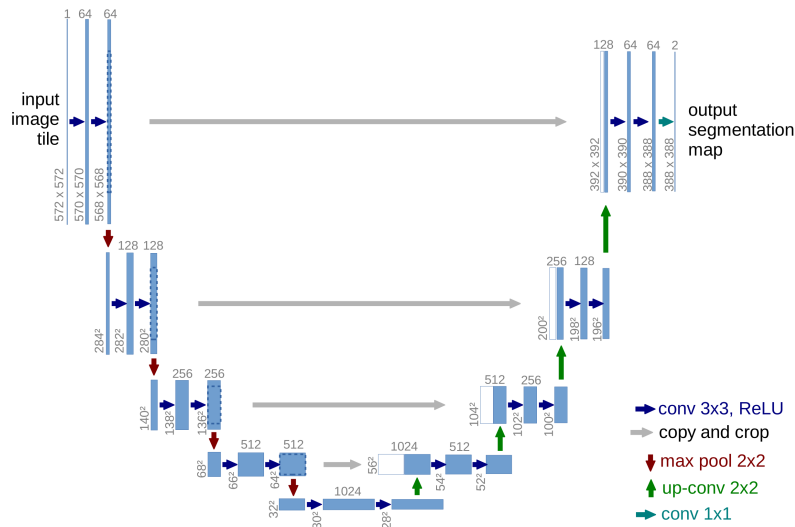 1 64 64
128 64 64 2
input
image
tile
output
segmentation
map
572 x 572
570 x 570
568 x 568
392 x 392
390 x 390
388 x 388
388 x 388
128 128
256 128
284²
282²
280²
200²
198²
196²
256 256
512 256
140²
138²
136²
104²
102²
100²
512 512
1024 512
68²
66²
64²
56²
54²
52²
1024
32²
30²
28²
conv 3x3, ReLU
copy and crop
max pool 2x2
up-conv 2x2
conv 1x1